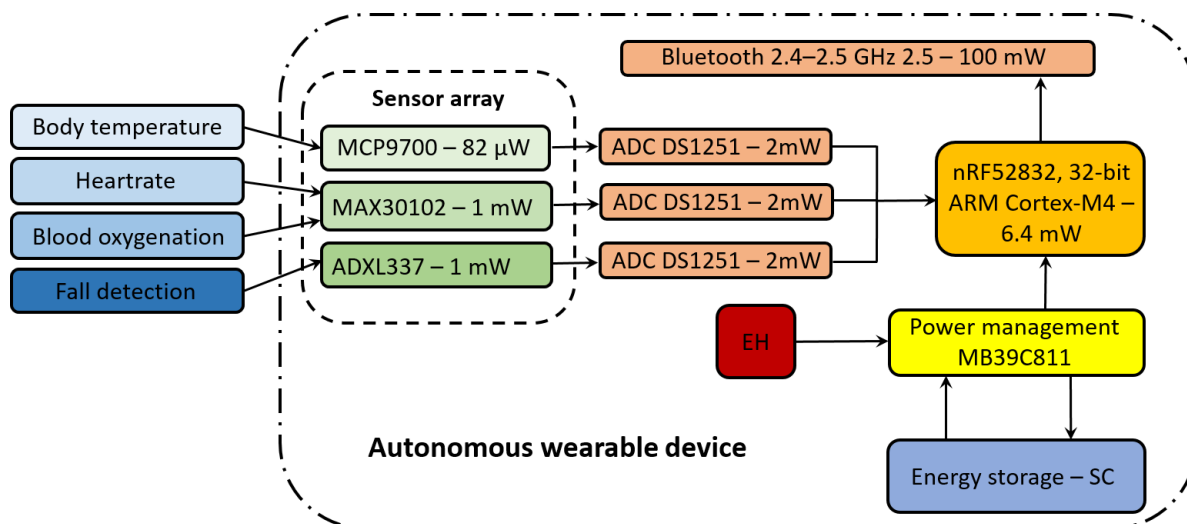 Bluetooth 2.4–2.5 GHz 2.5 – 100 mW
Sensor array
Body temperature
Heartrate
Blood oxygenation
Fall detection
MCP9700 – 82 µW
MAX30102 – 1 mW
ADXL337 – 1 mW
ADC DS1251 – 2mW
ADC DS1251 – 2mW
ADC DS1251 – 2mW
nRF52832, 32-bit
ARM Cortex-M4 –
6.4 mW
EH
Power management
MB39C811
Autonomous wearable device
Energy storage – SC